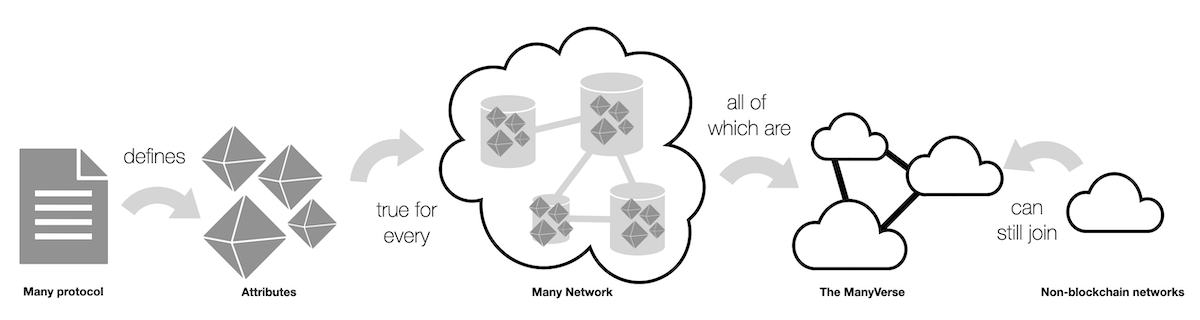 defines
true for
every
all of
which are
can
still join
Many protocol
Attributes
Many Network
The ManyVerse
Non-blockchain networks